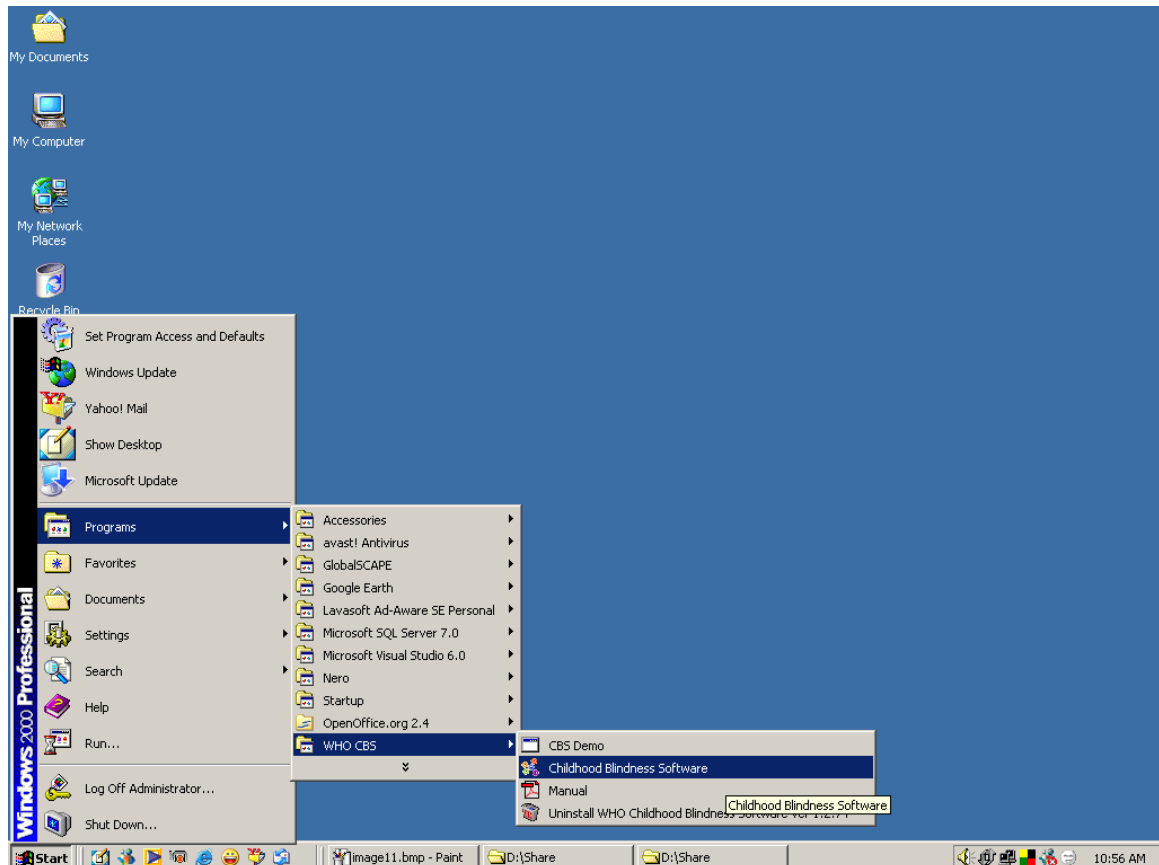 My Documents
My Computer
My Network
Places
Recycle Bin
Set Program Access and Defaults
Windows Update
Yahoo! Mail
Show Desktop
Microsoft Update
Programs
Favorites
Documents
Settings
Search
Help
Run...
Log Off Administrator...
Shut Down...
Windows 2000 Professional
Accessories
avast! Antivirus
GlobalSCAPE
Google Earth
Lavasoft Ad-Aware SE Personal
Microsoft SQL Server 7.0
Microsoft Visual Studio 6.0
Nero
Startup
OpenOffice.org 2.4
WHO CBS
CBS Demo
Childhood Blindness Software
Manual
Uninstall WHO Childhood Blindness
Childhood Blindness Software
Start
image11.bmp - Paint
D:\Share
D:\Share
10:56 AM